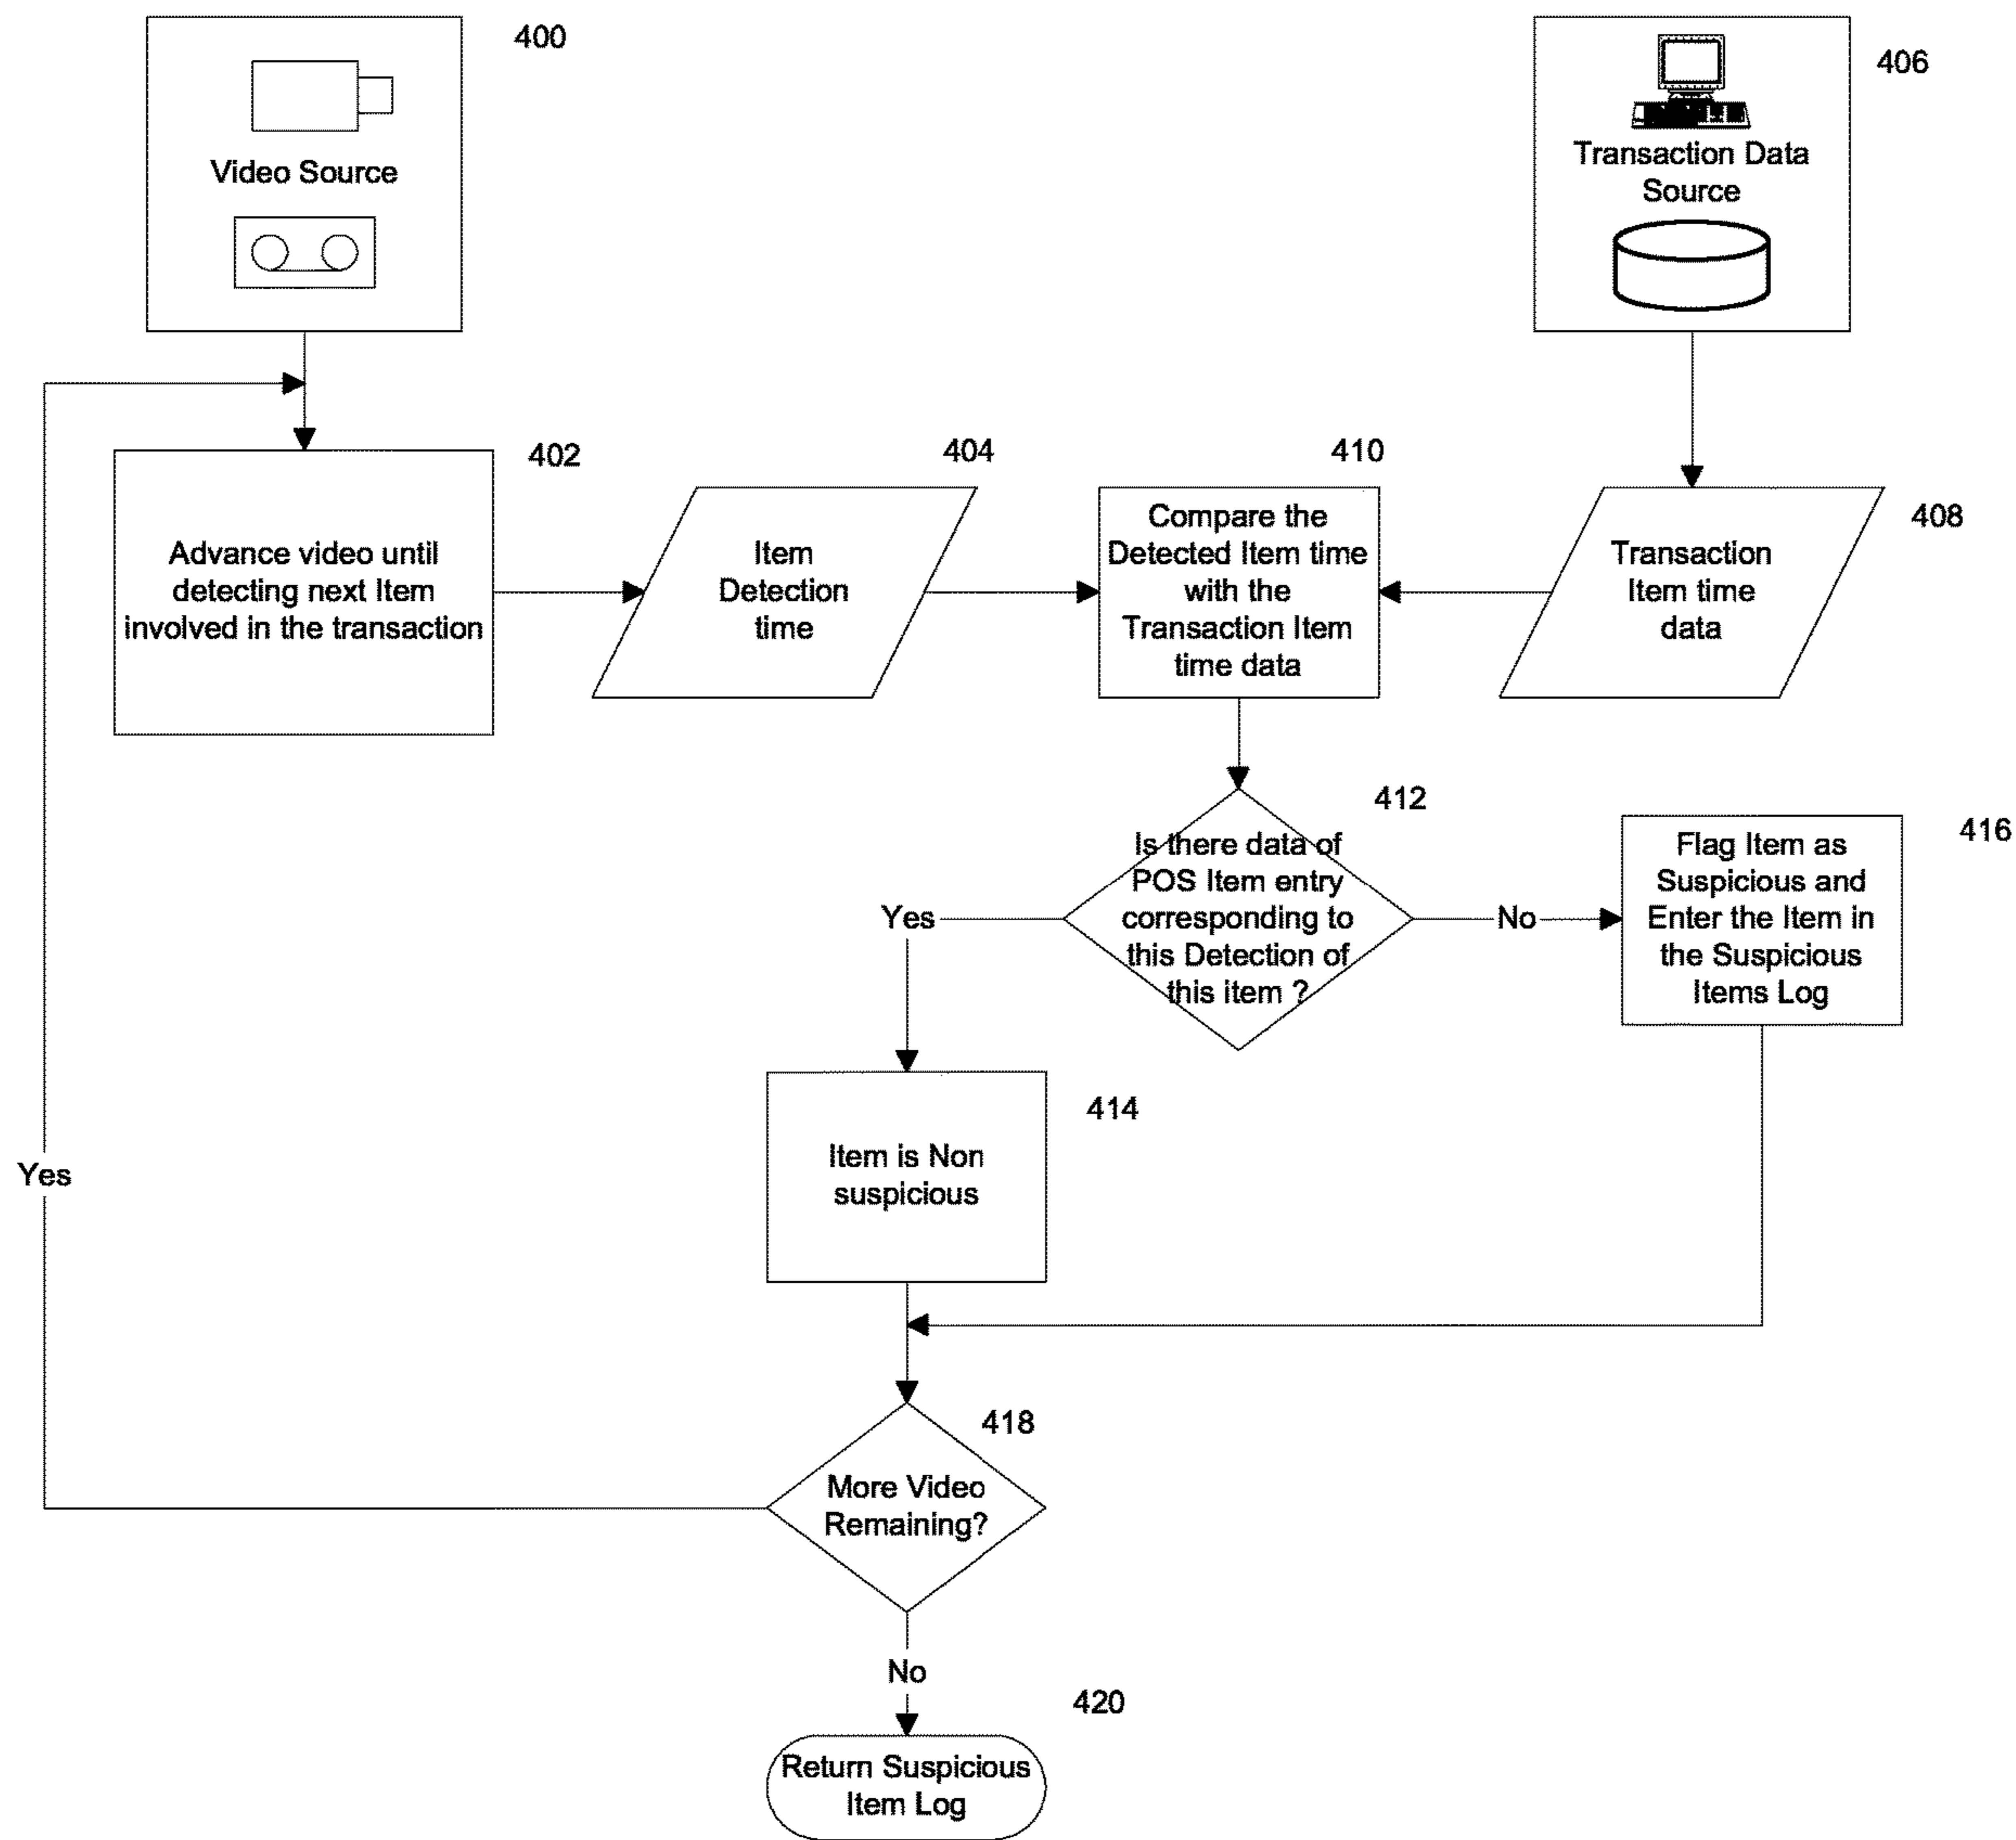 400
Video Source
406
Transaction Data
Source
402
Advance video until
detecting next Item
involved in the transaction
404
Item
Detection
time
410
Compare the
Detected Item time
with the
Transaction Item
time data
408
Transaction
Item time
data
412
Is there data of
POS Item entry
corresponding to
this Detection of
this item ?
Yes
No
416
Flag Item as
Suspicious and
Enter the Item in
the Suspicious
Items Log
414
Item is Non
suspicious
Yes
418
More Video
Remaining?
No
420
Return Suspicious
Item Log